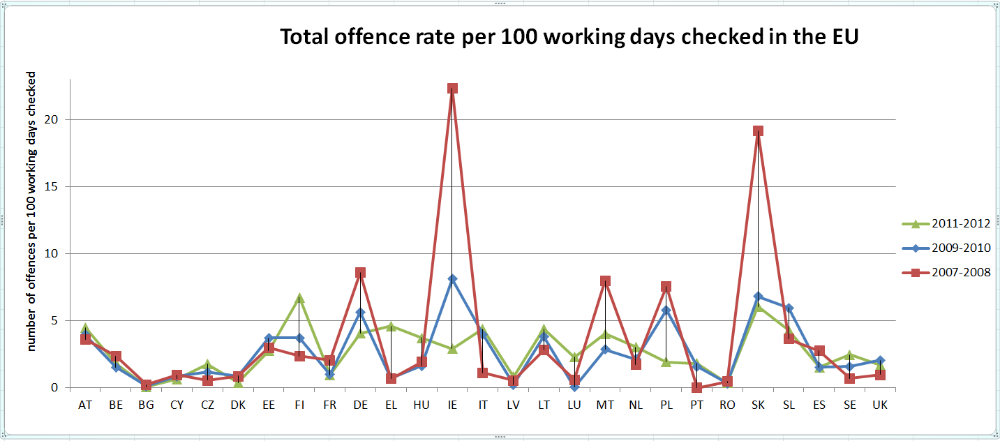 Total offence rate per 100 working days checked in the EU
number of offences per 100 working days checked
20
15
10
5
0
AT BE BG CY CZ DK EE FI FR DE EL HU IE IT LV LT LU MT NL PL PT RO SK SL ES SE UK
2011-2012
2009-2010
2007-2008